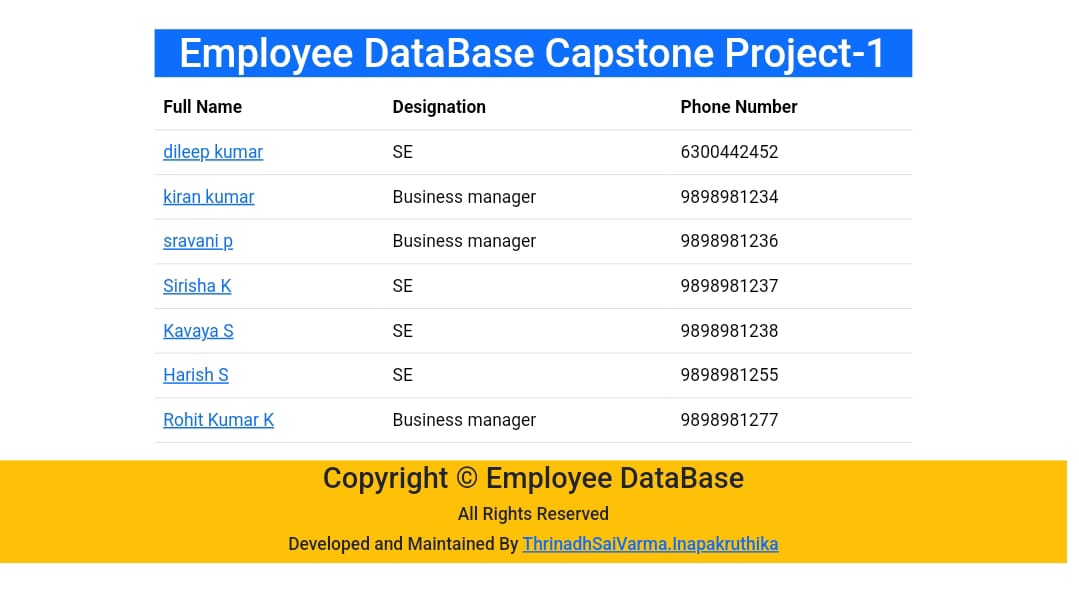 Employee DataBase Capstone Project-1
Full Name Designation Phone Number
dileep kumar SE 6300442452
kiran kumar Business manager 9898981234
sravani p Business manager 9898981236
Sirisha K SE 9898981237
Kavaya S SE 9898981238
Harish S SE 9898981255
Rohit Kumar K Business manager 9898981277
Copyright © Employee DataBase
All Rights Reserved
Developed and Maintained By ThrinadhSaiVarma.Inapakruthika